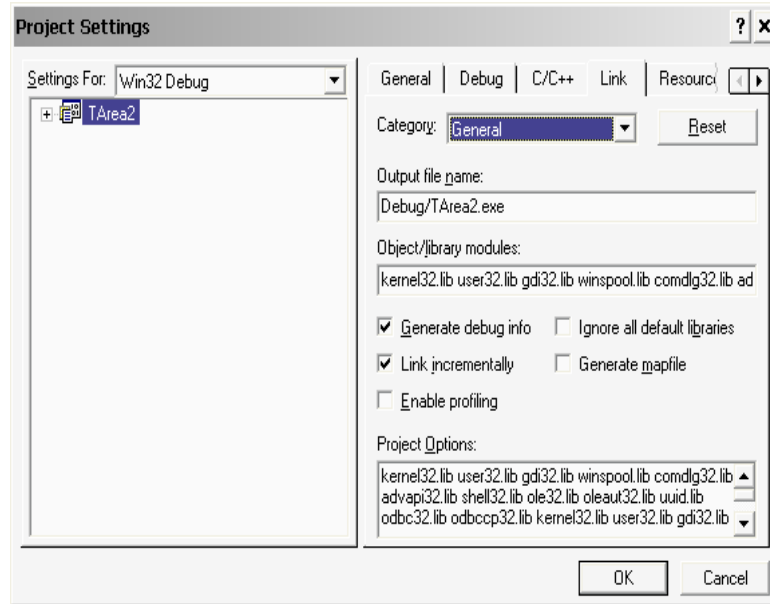 Project Settings
Settings For: Win32 Debug
TArea2
General Debug C/C++ Link
Category: General Reset
Output file name:
Debug/TArea2.exe
Object/library modules:
kernel32.lib user32.lib gdi32.lib winspool.lib comdlg32.lib ad
Generate debug info Ignore all default libraries
Link incrementally Generate mapfile
Enable profiling
Project Options:
kernel32.lib user32.lib gdi32.lib winspool.lib comdlg32.lib
advapi32.lib shell32.lib ole32.lib oleaut32.lib uuid.lib
odbc32.lib odbccp32.lib kernel32.lib user32.lib gdi32.lib
OK Cancel